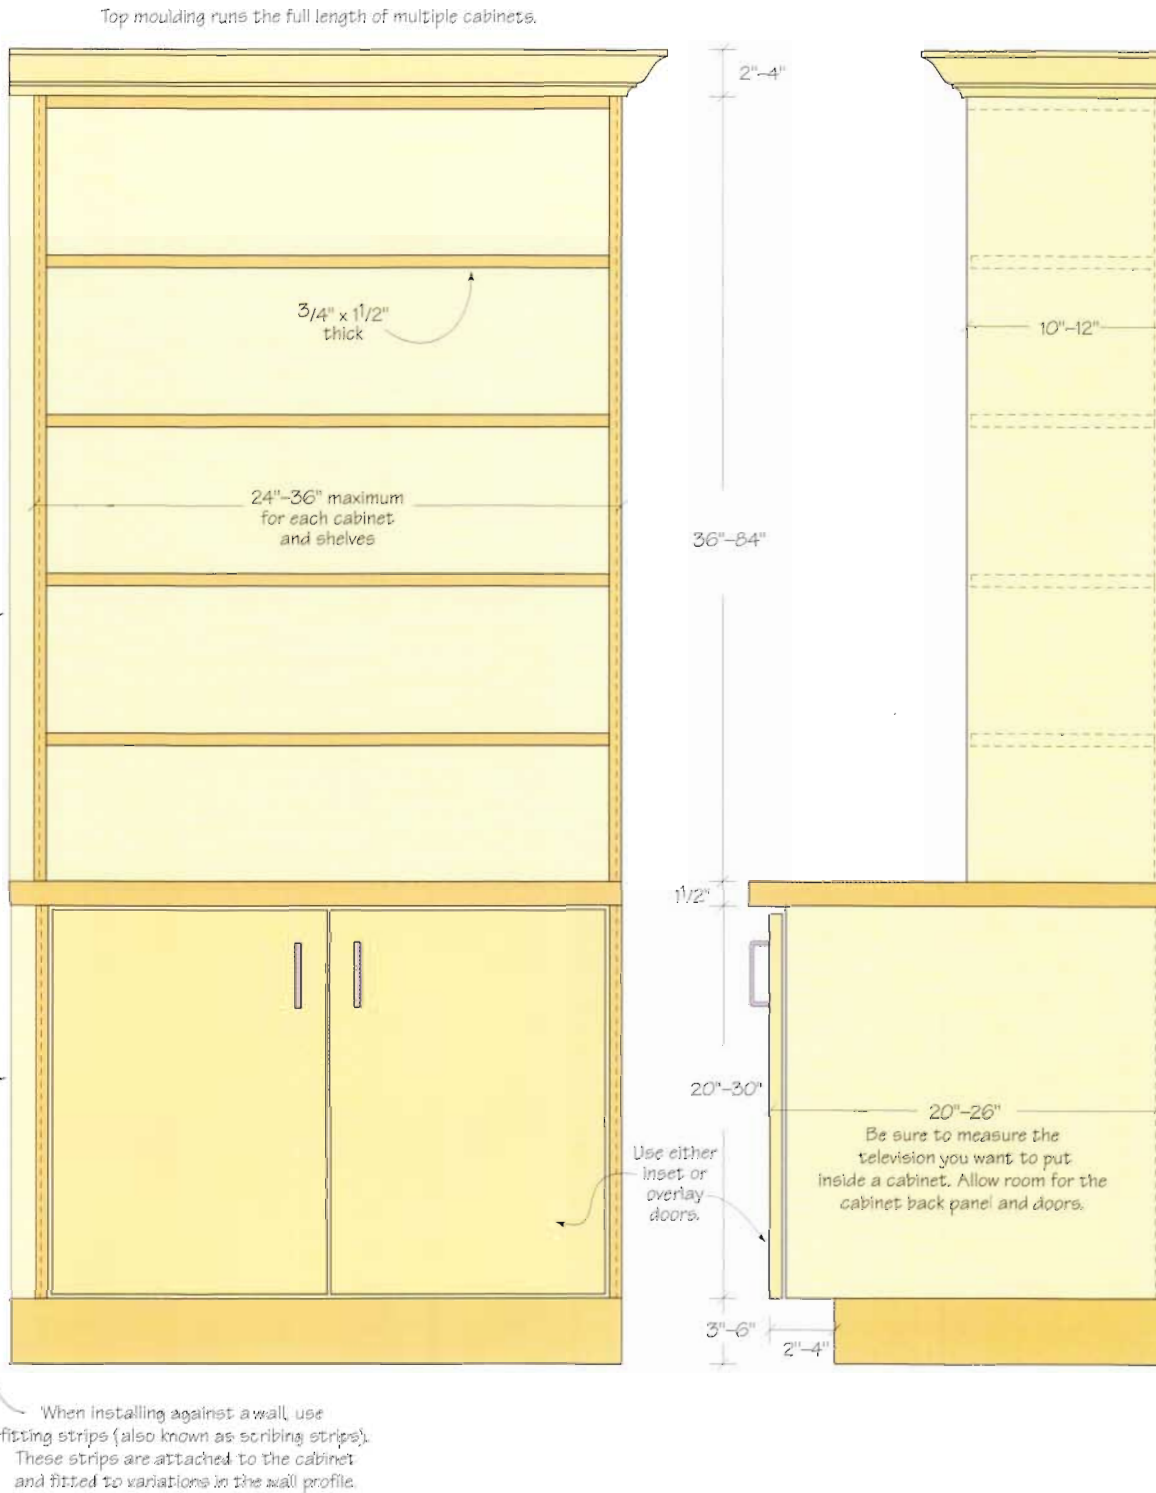 Top moulding runs the full length of multiple cabinets.
2"–4"
3/4" x 1 1/2"
thick
10"–12"
24"–36" maximum
for each cabinet
and shelves
36"–84"
1 1/2"
20"–30"
20"–26"
Be sure to measure the
television you want to put
inside a cabinet. Allow room for the
cabinet back panel and doors.
Use either
inset or
overlay
doors.
3"–6"
2"–4"
When installing against a wall, use
fitting strips (also known as scribing strips).
These strips are attached to the cabinet
and fitted to variations in the wall profile.